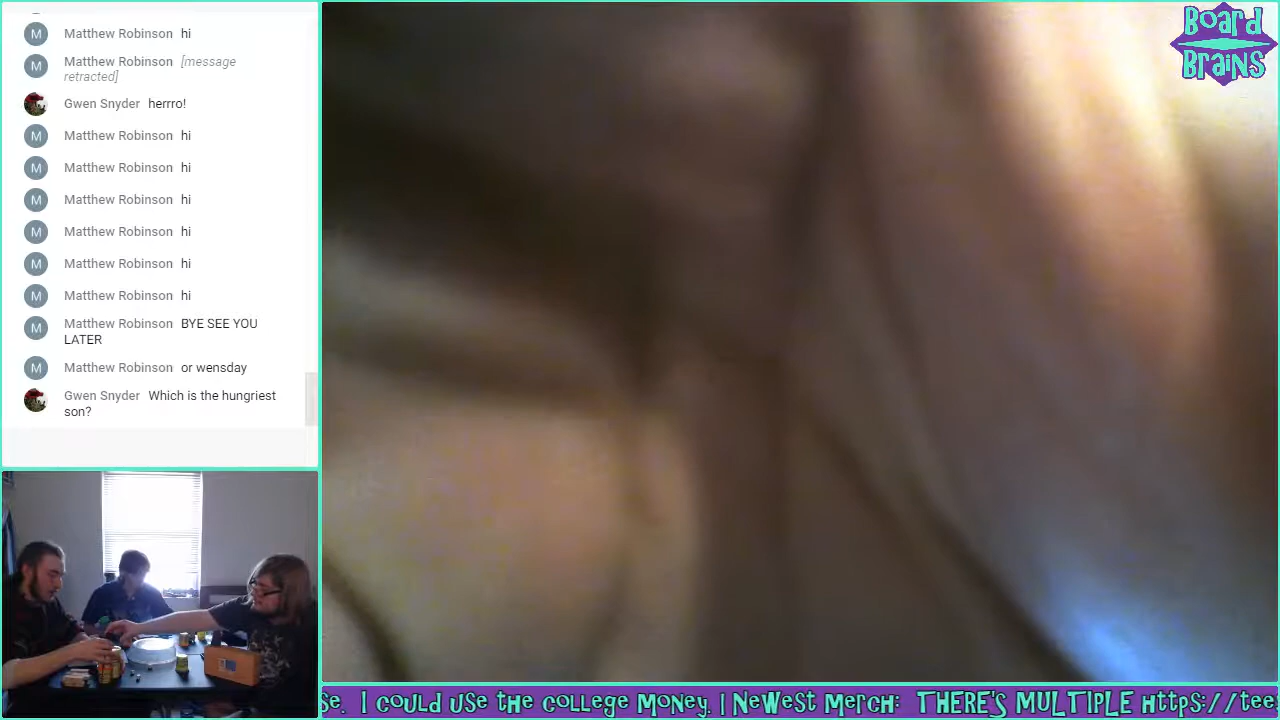 Matthew Robinson hi
Matthew Robinson [message
retracted]
Gwen Snyder herrro!
Matthew Robinson hi
Matthew Robinson hi
Matthew Robinson hi
Matthew Robinson hi
Matthew Robinson hi
Matthew Robinson hi
Matthew Robinson BYE SEE YOU
LATER
Matthew Robinson or wensday
Gwen Snyder Which is the hungriest
son?
Board
Brains
se. I could use the college money. | Newest Merch: THERE'S MULTIPLE https://tee